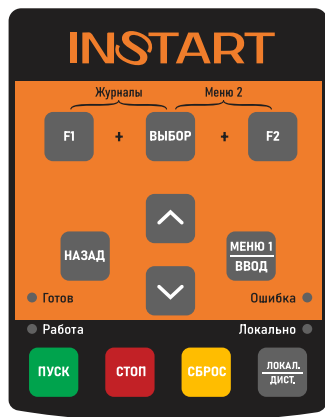 INSTART
Журналы Меню 2
F1 + ВЫБОР + F2
НАЗАД
МЕНЮ 1
ВВОД
Готов Ошибка
Работа Локально
ПУСК СТОП СБРОС ЛОКАЛ.
ДИСТ.